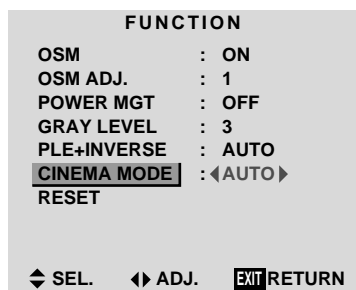 FUNCTION
OSM : ON
OSM ADJ. : 1
POWER MGT : OFF
GRAY LEVEL : 3
PLE+INVERSE : AUTO
CINEMA MODE : AUTO
RESET
SEL. ADJ. EXIT RETURN